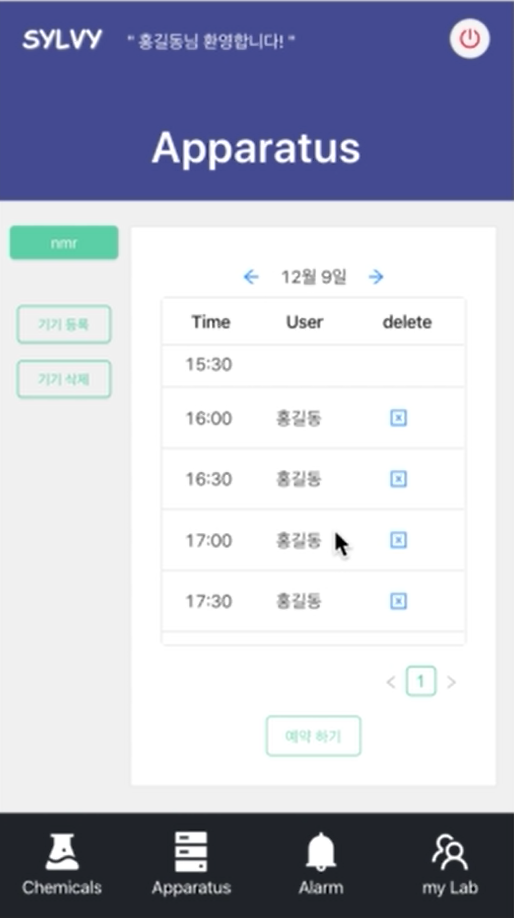 SYLVY
" 홍길동님 환영합니다! "
Apparatus
nmr
기기 등록
기기 삭제
12월 9일
Time User delete
15:30
16:00 홍길동
16:30 홍길동
17:00 홍길동
17:30 홍길동
1
예약 하기
Chemicals Apparatus Alarm my Lab